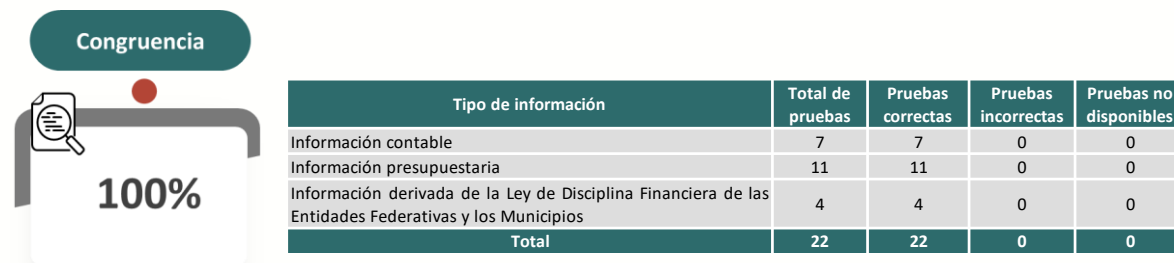 Congruencia
100%
Tipo de información Total de pruebas Pruebas correctas Pruebas incorrectas Pruebas no disponibles
Información contable 7 7 0 0
Información presupuestaria 11 11 0 0
Información derivada de la Ley de Disciplina Financiera de las
Entidades Federativas y los Municipios 4 4 0 0
Total 22 22 0 0